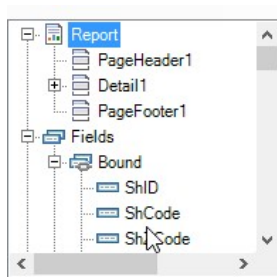 Report
PageHeader1
Detail1
PageFooter1
Fields
Bound
ShID
ShCode